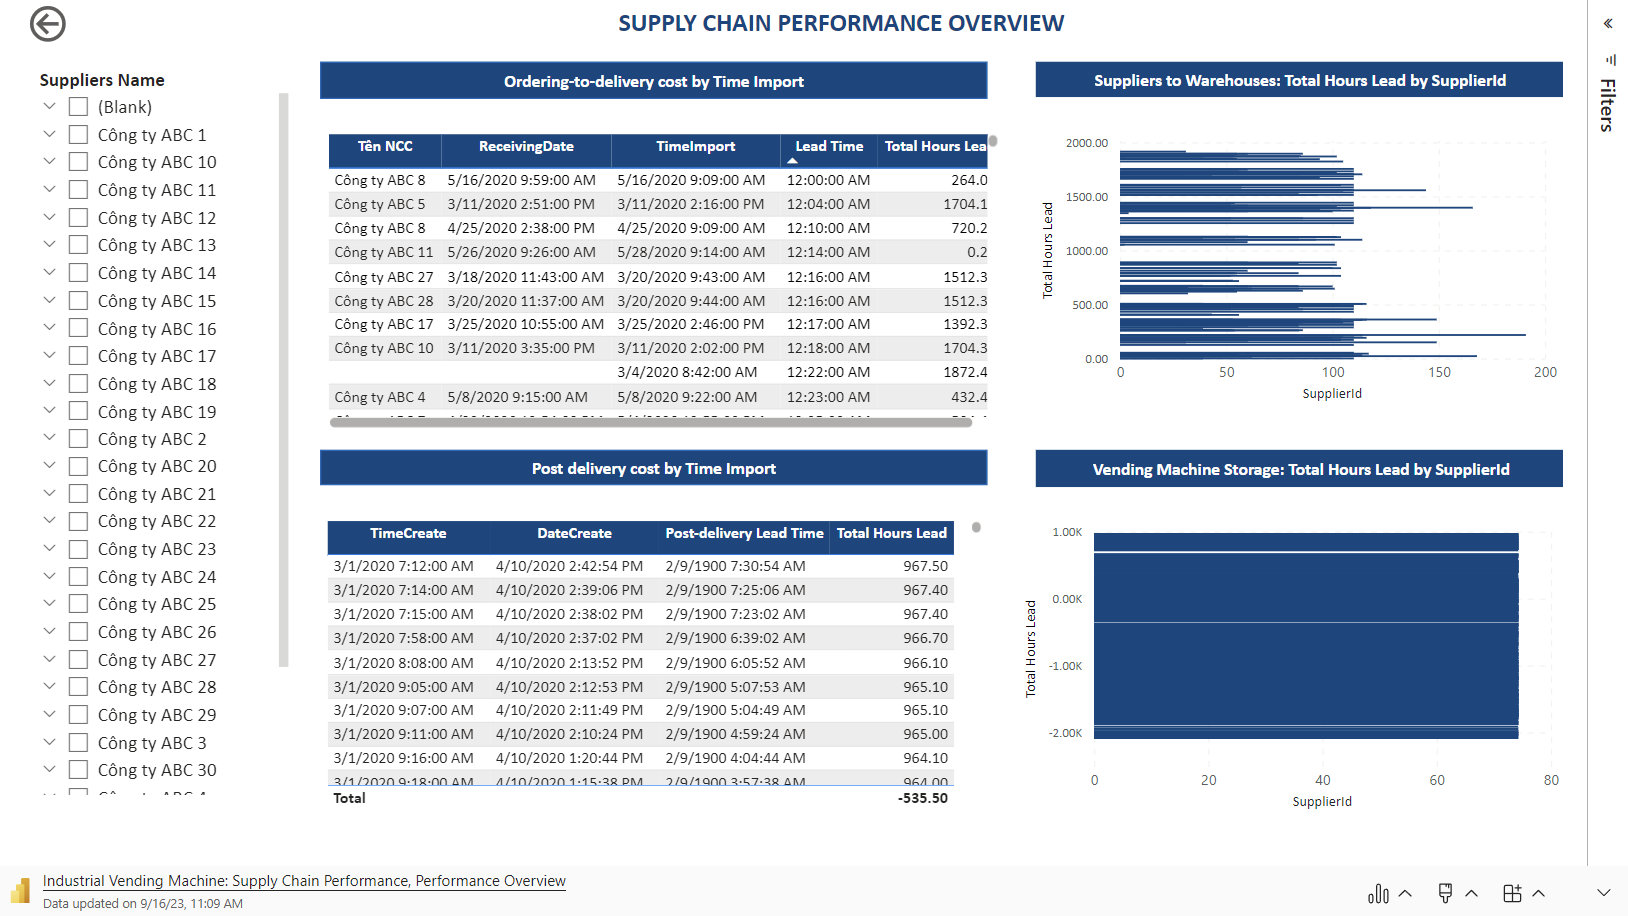 SUPPLY CHAIN PERFORMANCE OVERVIEW
Suppliers Name
(Blank)
Công ty ABC 1
Công ty ABC 10
Công ty ABC 11
Công ty ABC 12
Công ty ABC 13
Công ty ABC 14
Công ty ABC 15
Công ty ABC 16
Công ty ABC 17
Công ty ABC 18
Công ty ABC 19
Công ty ABC 2
Công ty ABC 20
Công ty ABC 21
Công ty ABC 22
Công ty ABC 23
Công ty ABC 24
Công ty ABC 25
Công ty ABC 26
Công ty ABC 27
Công ty ABC 28
Công ty ABC 29
Công ty ABC 3
Công ty ABC 30
Ordering-to-delivery cost by Time Import
Tên NCC ReceivingDate TimeImport Lead Time Total Hours Lea
Công ty ABC 8 5/16/2020 9:59:00 AM 5/16/2020 9:09:00 AM 12:00:00 AM 264.0
Công ty ABC 5 3/11/2020 2:51:00 PM 3/11/2020 2:16:00 PM 12:04:00 AM 1704.1
Công ty ABC 8 4/25/2020 2:38:00 PM 4/25/2020 9:09:00 AM 12:10:00 AM 720.2
Công ty ABC 11 5/26/2020 9:26:00 AM 5/28/2020 9:14:00 AM 12:14:00 AM 0.2
Công ty ABC 27 3/18/2020 11:43:00 AM 3/20/2020 9:43:00 AM 12:16:00 AM 1512.3
Công ty ABC 28 3/20/2020 11:37:00 AM 3/20/2020 9:44:00 AM 12:16:00 AM 1512.3
Công ty ABC 17 3/25/2020 10:55:00 AM 3/25/2020 2:46:00 PM 12:17:00 AM 1392.3
Công ty ABC 10 3/11/2020 3:35:00 PM 3/11/2020 2:02:00 PM 12:18:00 AM 1704.3
3/4/2020 8:42:00 AM 12:22:00 AM 1872.4
Công ty ABC 4 5/8/2020 9:15:00 AM 5/8/2020 9:22:00 AM 12:23:00 AM 432.4
Post delivery cost by Time Import
TimeCreate DateCreate Post-delivery Lead Time Total Hours Lead
3/1/2020 7:12:00 AM 4/10/2020 2:42:54 PM 2/9/1900 7:30:54 AM 967.50
3/1/2020 7:14:00 AM 4/10/2020 2:39:06 PM 2/9/1900 7:25:06 AM 967.40
3/1/2020 7:15:00 AM 4/10/2020 2:38:02 PM 2/9/1900 7:23:02 AM 967.40
3/1/2020 7:58:00 AM 4/10/2020 2:37:02 PM 2/9/1900 6:39:02 AM 966.70
3/1/2020 8:08:00 AM 4/10/2020 2:13:52 PM 2/9/1900 6:05:52 AM 966.10
3/1/2020 9:05:00 AM 4/10/2020 2:12:53 PM 2/9/1900 5:07:53 AM 965.10
3/1/2020 9:07:00 AM 4/10/2020 2:11:49 PM 2/9/1900 5:04:49 AM 965.10
3/1/2020 9:11:00 AM 4/10/2020 2:10:24 PM 2/9/1900 4:59:24 AM 965.00
3/1/2020 9:16:00 AM 4/10/2020 1:20:44 PM 2/9/1900 4:04:44 AM 964.10
3/1/2020 9:18:00 AM 4/10/2020 1:15:38 PM 2/9/1900 3:57:38 AM 964.00
Total -535.50
Suppliers to Warehouses: Total Hours Lead by SupplierId
Total Hours Lead
2000.00
1500.00
1000.00
500.00
0.00
0 50 100 150 200
SupplierId
Vending Machine Storage: Total Hours Lead by SupplierId
Total Hours Lead
1.00K
0.00K
-1.00K
-2.00K
0 20 40 60 80
SupplierId
Filters
Industrial Vending Machine: Supply Chain Performance, Performance Overview
Data updated on 9/16/23, 11:09 AM